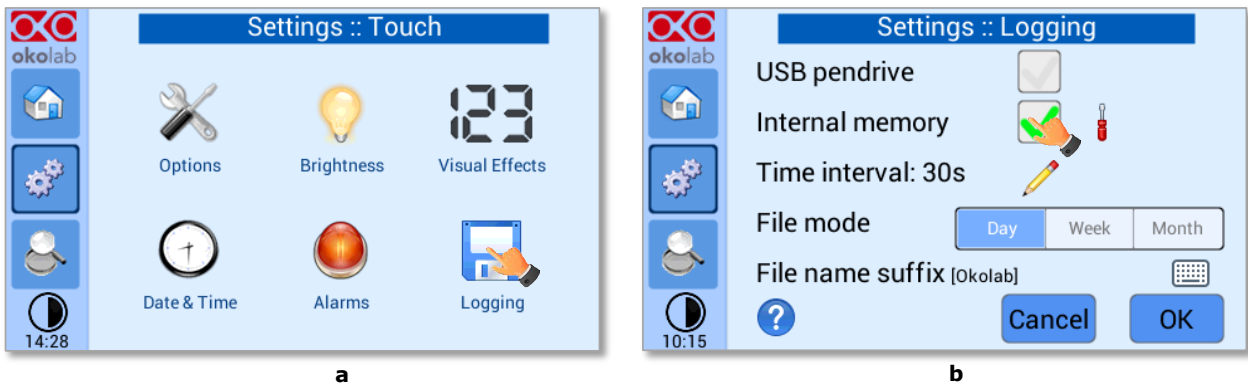 Settings :: Touch
okolab
Options
Brightness
Visual Effects
123
Date & Time
Alarms
Logging
14:28
a
Settings :: Logging
okolab
USB pendrive
Internal memory
Time interval: 30s
File mode
Day
Week
Month
File name suffix [Okolab]
?
Cancel
OK
10:15
b